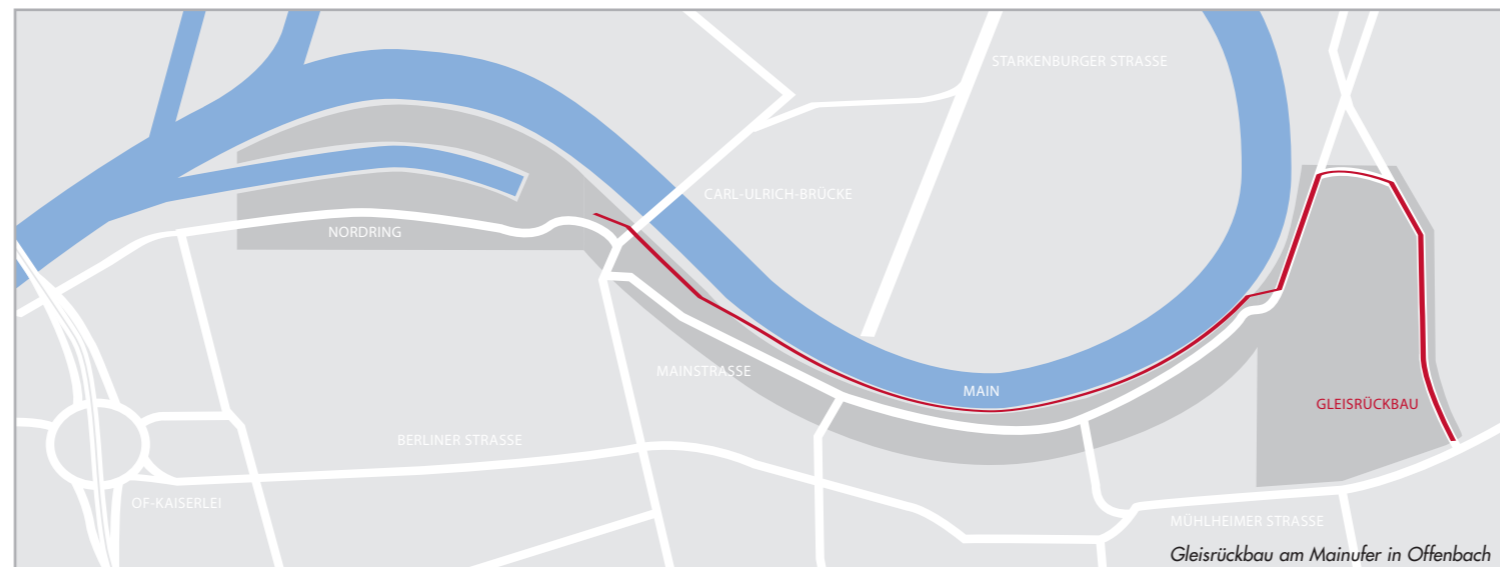 STARKENBURGER STRASSE
CARL-ULRICH-BRÜCKE
NORDRING
MAINSTRASSE
MAIN
GLEISRÜCKBAU
BERLINER STRASSE
OF-KAISERLEI
MÜHLHEIMER STRASSE
Gleisrückbau am Mainufer in Offenbach